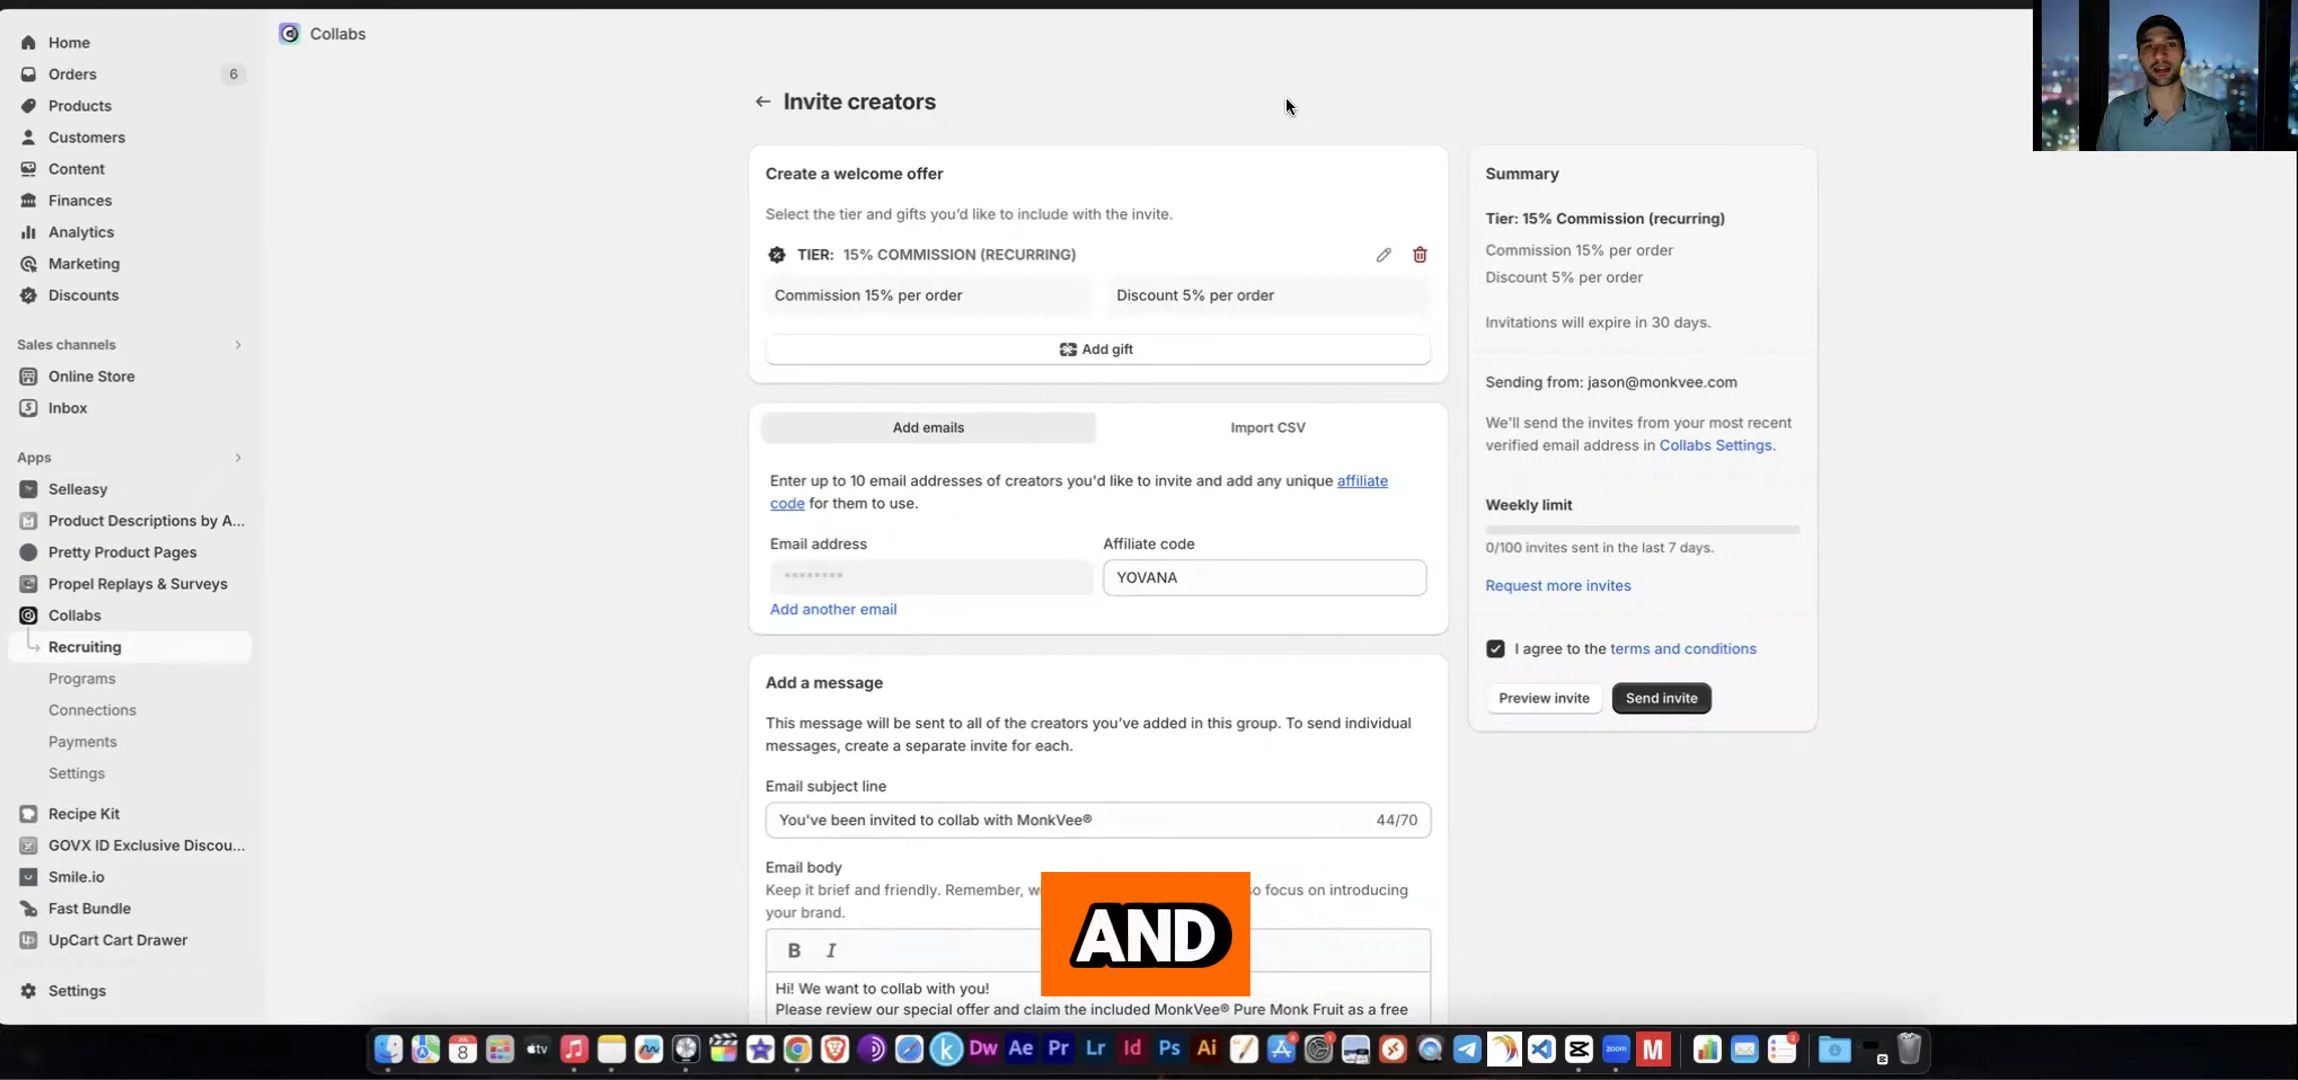 Home
Orders 6
Products
Customers
Content
Finances
Analytics
Marketing
Discounts
Sales channels
Online Store
Inbox
Apps
Selleasy
Product Descriptions by A...
Pretty Product Pages
Propel Replays & Surveys
Collabs
Recruiting
Programs
Connections
Payments
Settings
Recipe Kit
GOVX ID Exclusive Discou...
Smile.io
Fast Bundle
UpCart Cart Drawer
Settings
Collabs
Invite creators
Create a welcome offer
Select the tier and gifts you'd like to include with the invite.
TIER: 15% COMMISSION (RECURRING)
Commission 15% per order
Discount 5% per order
Add gift
Add emails
Import CSV
Enter up to 10 email addresses of creators you'd like to invite and add any unique affiliate
code for them to use.
Email address
Affiliate code
********
YOVANA
Add another email
Add a message
This message will be sent to all of the creators you've added in this group. To send individual
messages, create a separate invite for each.
Email subject line
You've been invited to collab with MonkVee® 44/70
Email body
Keep it brief and friendly. Remember, so focus on introducing
your brand.
B I
AND
Hi! We want to collab with you!
Please review our special offer and claim the included MonkVee® Pure Monk Fruit as a free
Summary
Tier: 15% Commission (recurring)
Commission 15% per order
Discount 5% per order
Invitations will expire in 30 days.
Sending from: jason@monkvee.com
We'll send the invites from your most recent
verified email address in Collabs Settings.
Weekly limit
0/100 invites sent in the last 7 days.
Request more invites
I agree to the terms and conditions
Preview invite
Send invite
8 tv k Dw Ae Pr Lr Id Ps Ai zoom M